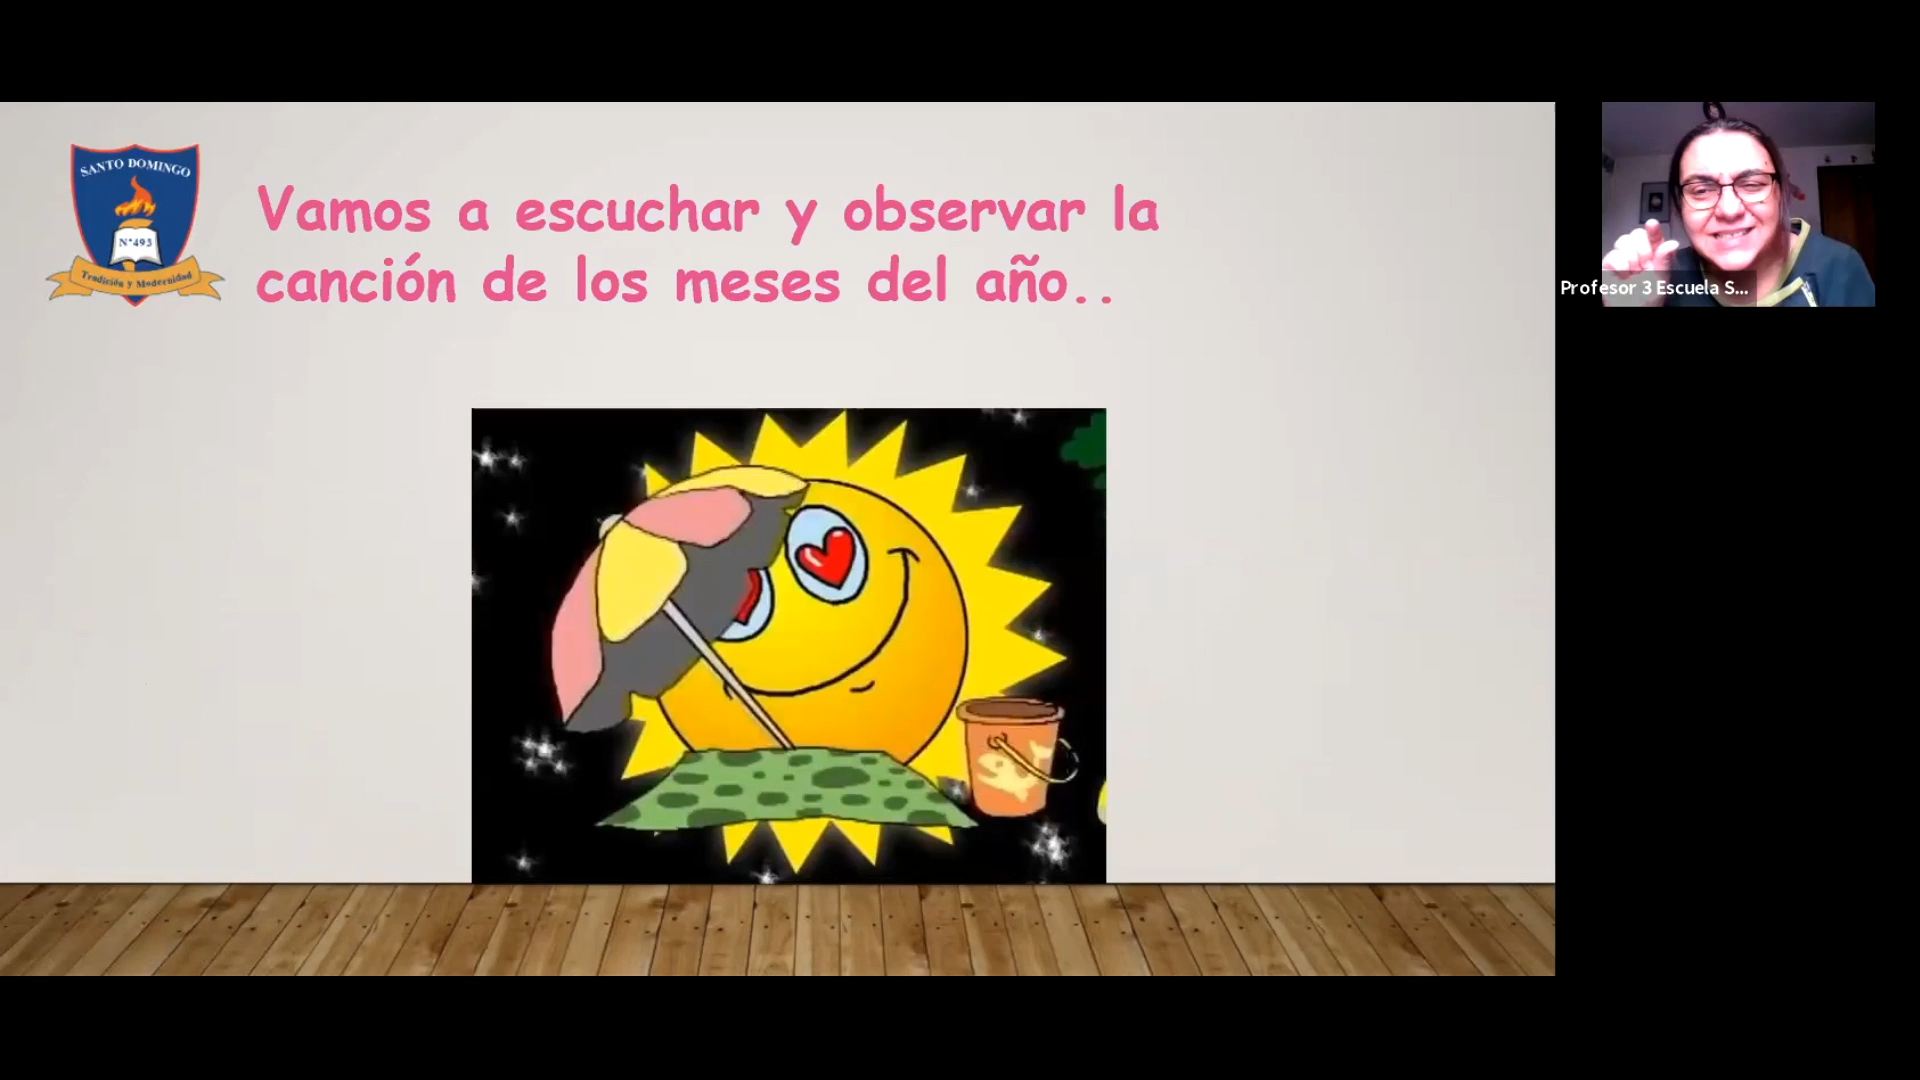 SANTO DOMINGO
N°493
Tradición y Modernidad
Vamos a escuchar y observar la
canción de los meses del año..
Profesor 3 Escuela S...